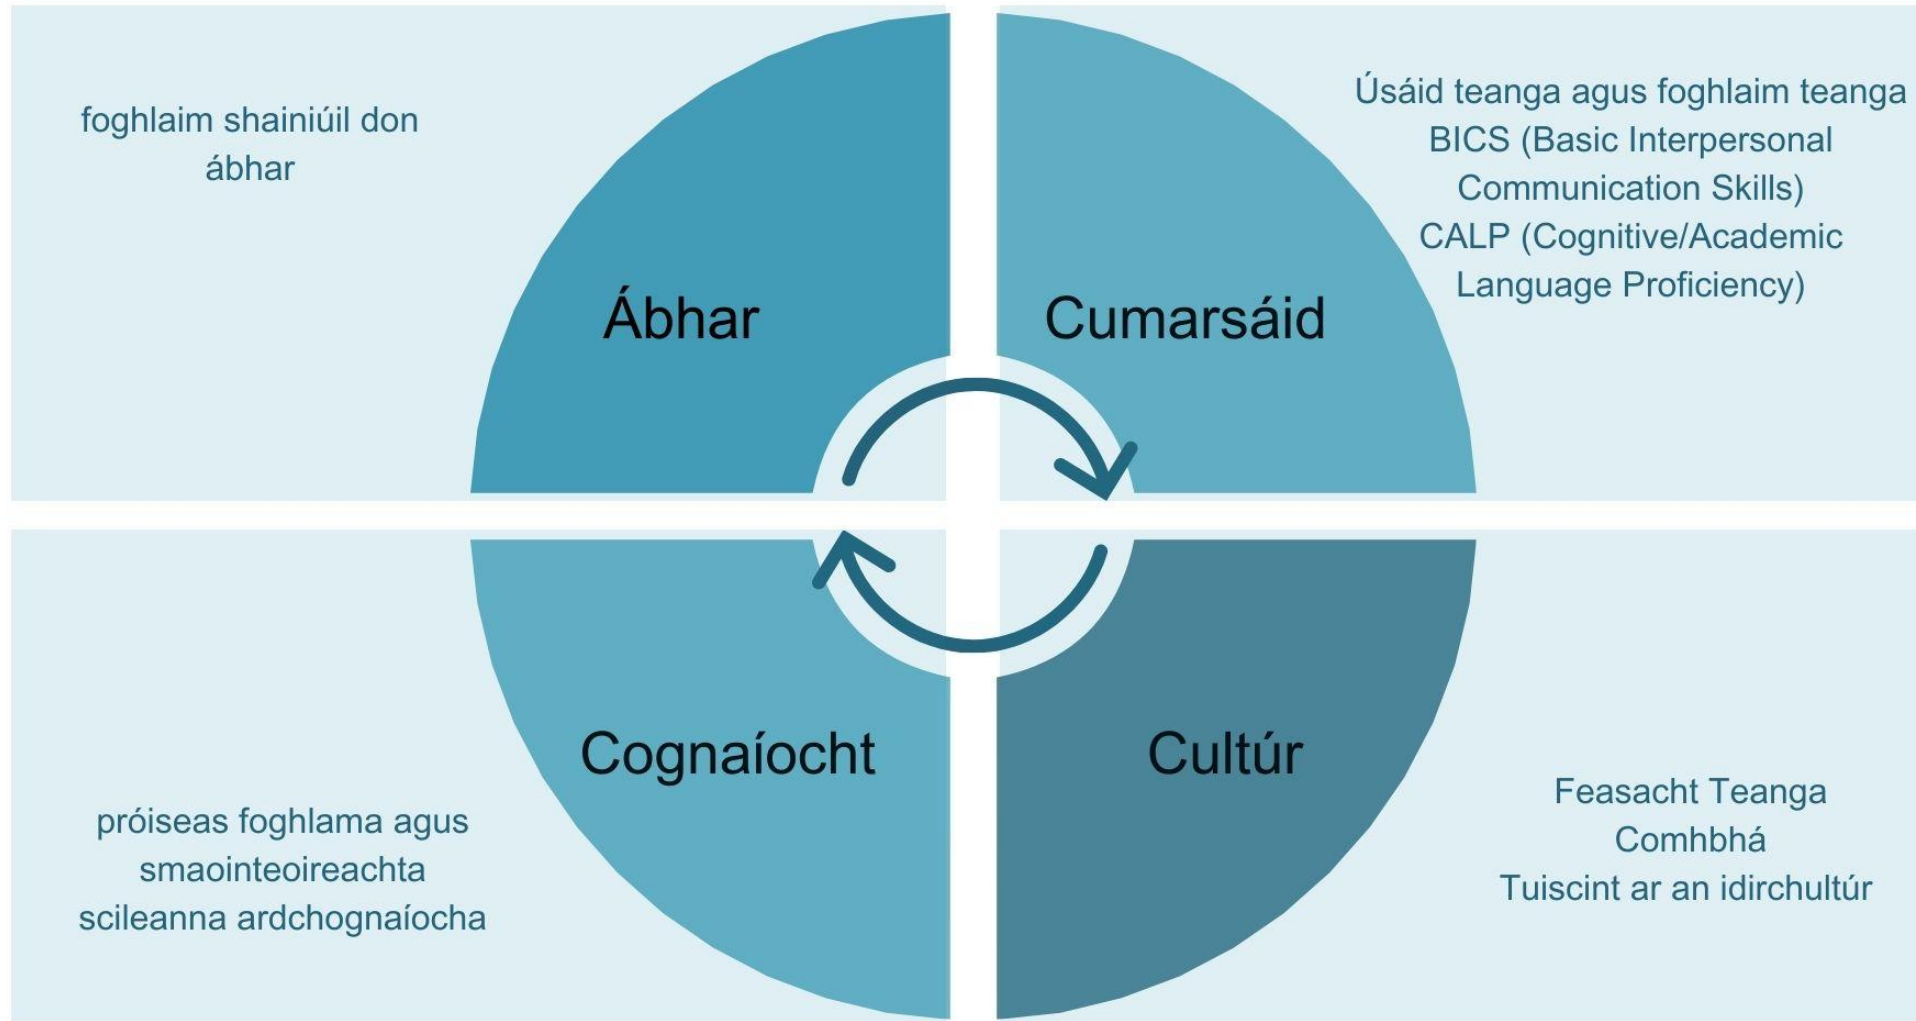 foghlaim shainiúil don
ábhar
Ábhar
Úsáid teanga agus foghlaim teanga
BICS (Basic Interpersonal
Communication Skills)
CALP (Cognitive/Academic
Language Proficiency)
Cumarsáid
Cognaíocht
próiseas foghlama agus
smaointeoireachta
scileanna ardchognaíocha
Cultúr
Feasacht Teanga
Comhbhá
Tuiscint ar an idirchultúr